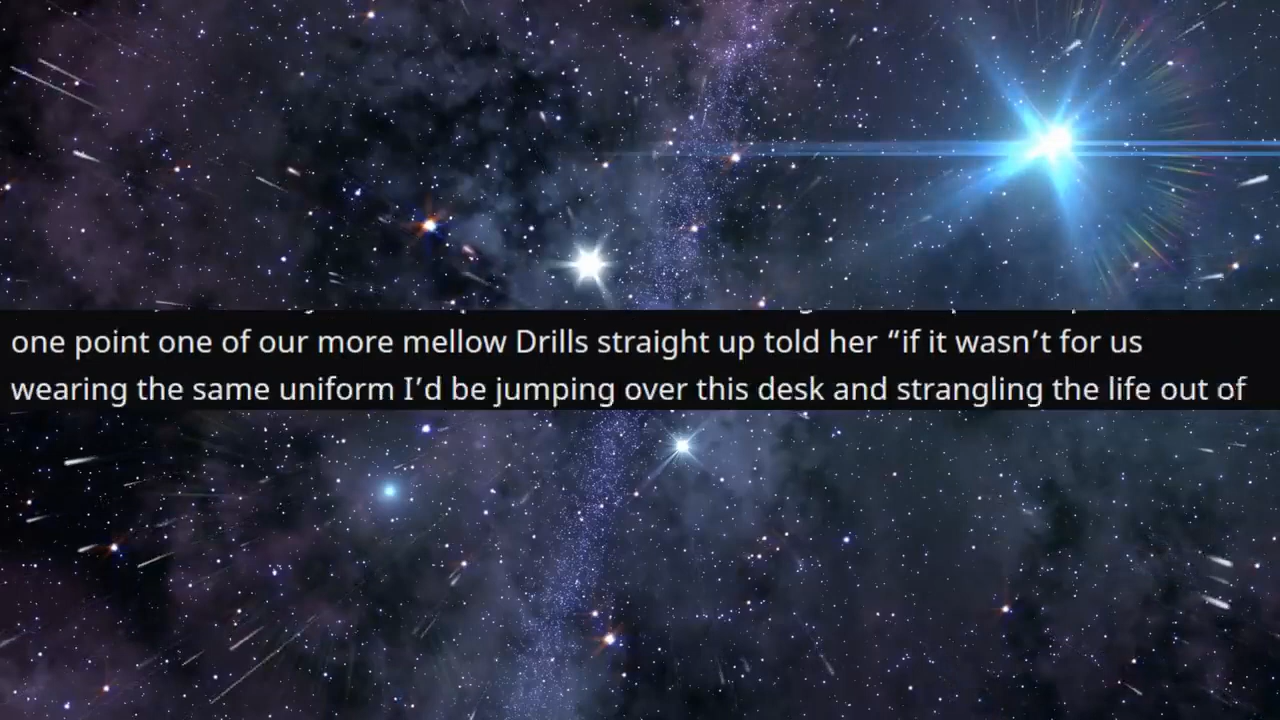 one point one of our more mellow Drills straight up told her “if it wasn’t for us
wearing the same uniform I’d be jumping over this desk and strangling the life out of